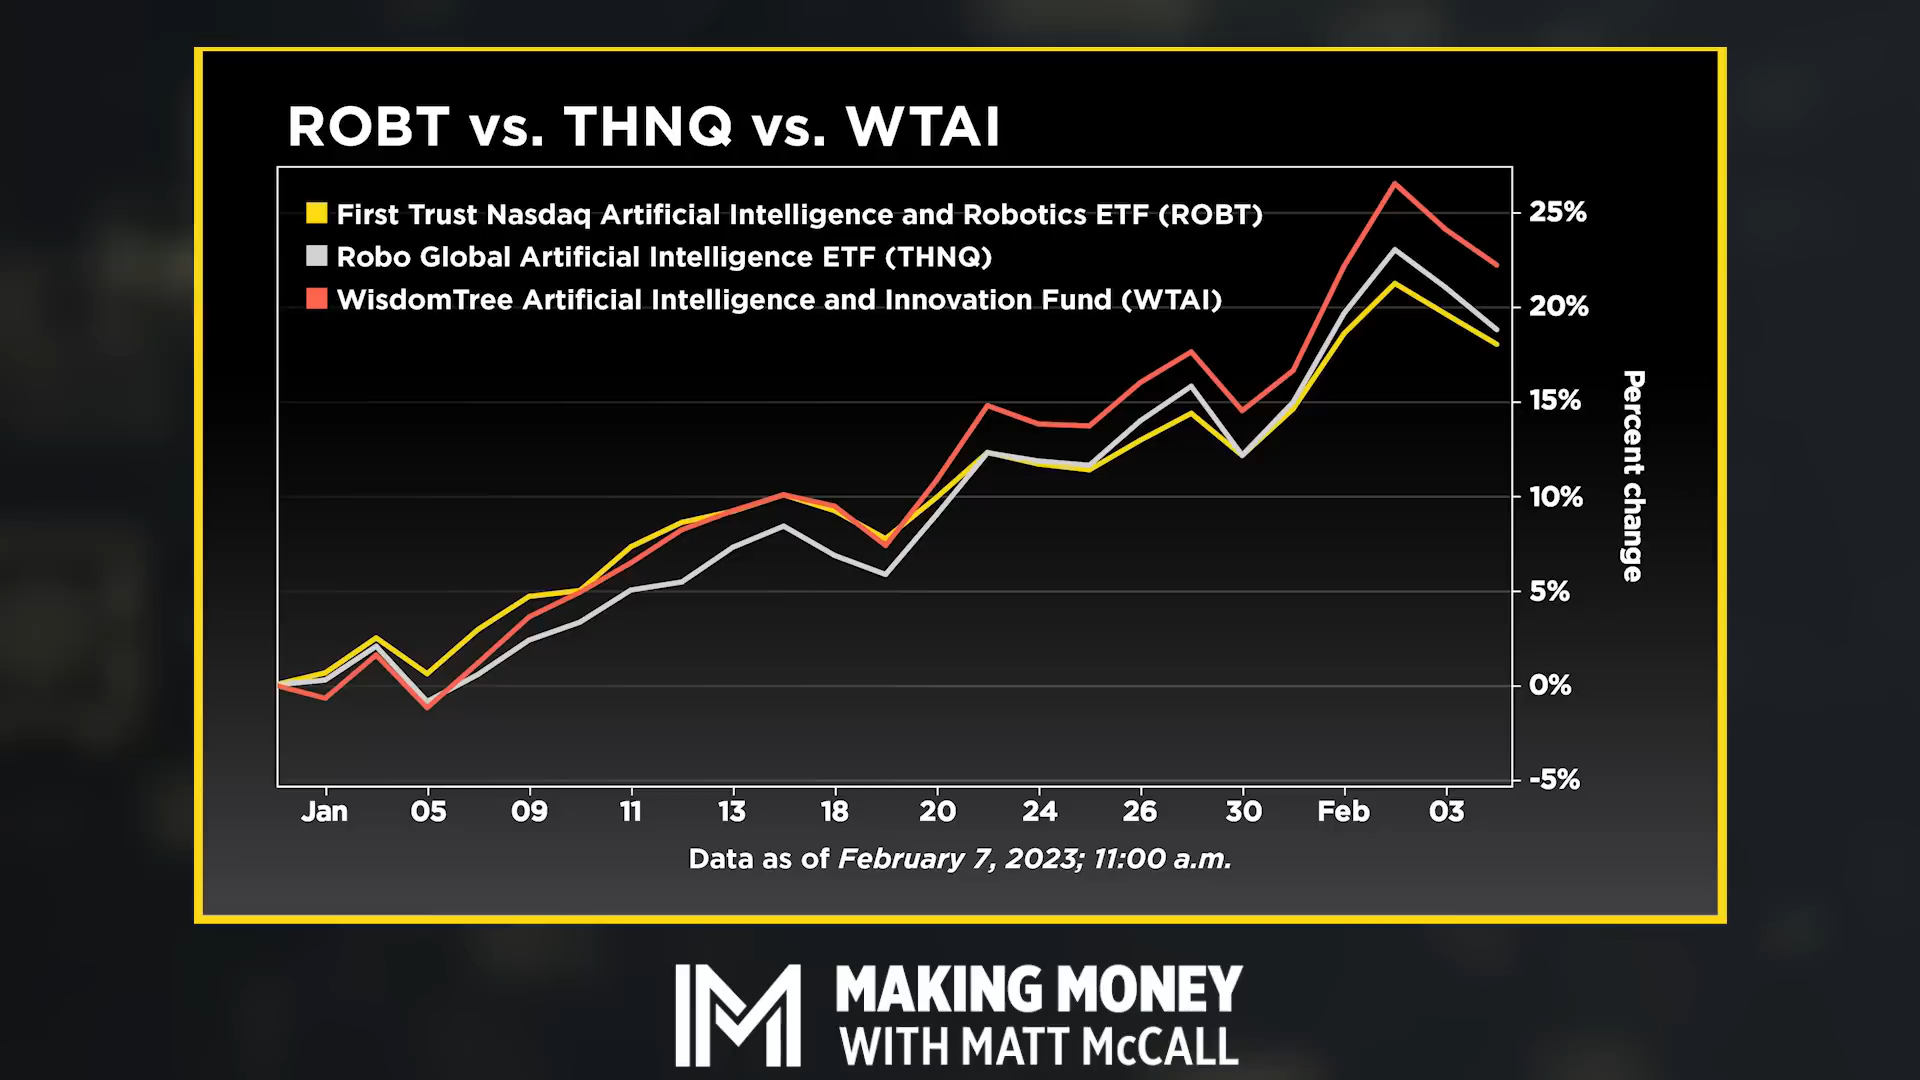 ROBT vs. THNQ vs. WTAI
First Trust Nasdaq Artificial Intelligence and Robotics ETF (ROBT)
Robo Global Artificial Intelligence ETF (THNQ)
WisdomTree Artificial Intelligence and Innovation Fund (WTAI)
25%
20%
15%
10%
5%
0%
-5%
Percent change
Jan 05 09 11 13 18 20 24 26 30 Feb 03
Data as of February 7, 2023; 11:00 a.m.
MAKING MONEY
WITH MATT McCALL